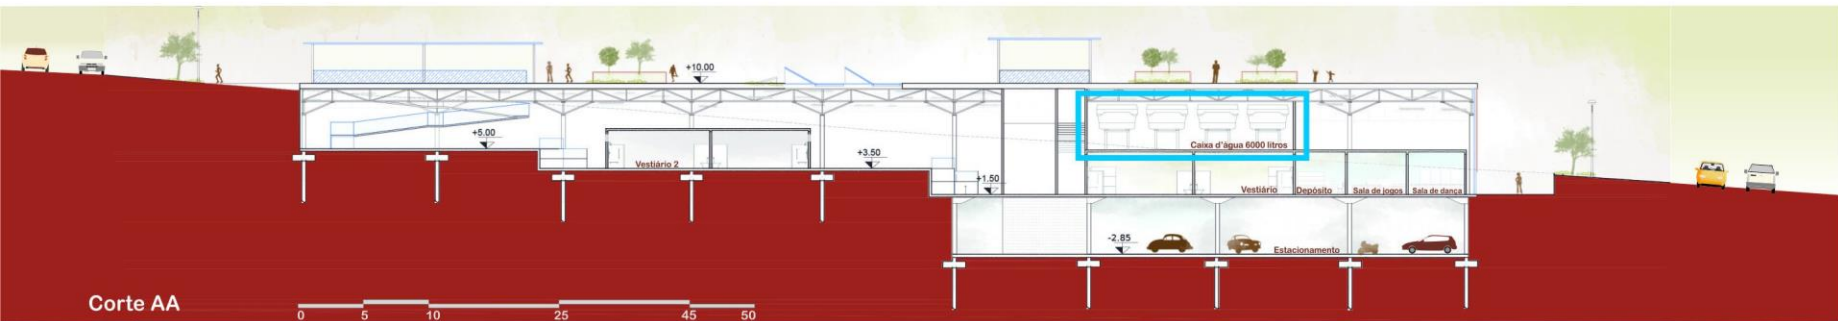 +10.00
+5.00
Vestiário 2
+3.50
+1.50
Caixa d'água 6000 litros
Vestiário
Depósito
Sala de jogos
Sala de dança
-2.85
Estacionamento
Corte AA
0 5 10 25 45 50